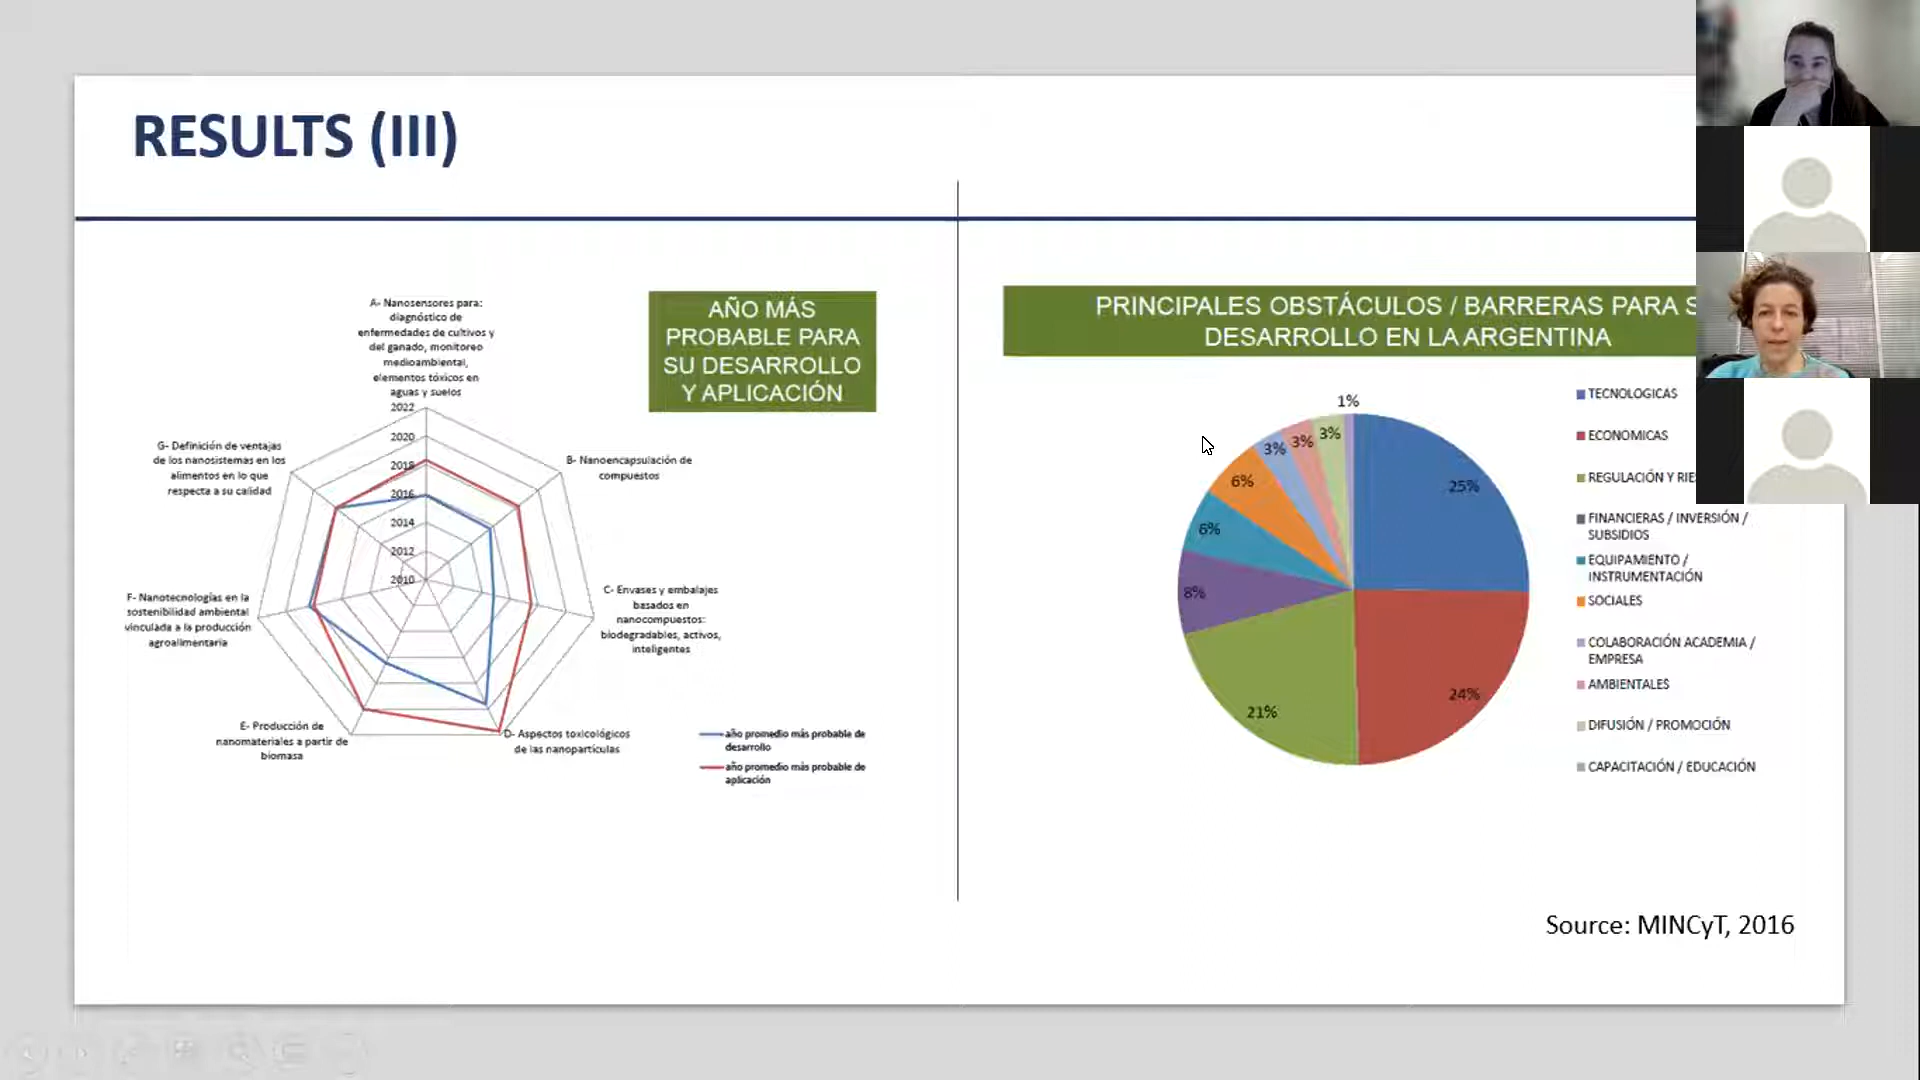 RESULTS (III)
A- Nanosensores para:
diagnóstico de
enfermedades de cultivos y
del ganado, monitoreo
medioambiental,
elementos tóxicos en
aguas y suelos
2022
2020
2018
2016
2014
2012
2010
B- Nanoencapsulación de
compuestos
C- Envases y embalajes
basados en
nanocompuestos:
biodegradables, activos,
inteligentes
D- Aspectos toxicológicos
de las nanopartículas
E- Producción de
nanomateriales a partir de
biomasa
F- Nanotecnologías en la
sostenibilidad ambiental
vinculada a la producción
agroalimentaria
G- Definición de ventajas
de los nanosistemas en los
alimentos en lo que
respecta a su calidad
AÑO MÁS
PROBABLE PARA
SU DESARROLLO
Y APLICACIÓN
año promedio más probable de
desarrollo
año promedio más probable de
aplicación
PRINCIPALES OBSTÁCULOS / BARRERAS PARA S
DESARROLLO EN LA ARGENTINA
1%
3%
3%
3%
6%
6%
8%
21%
24%
25%
TECNOLOGICAS
ECONOMICAS
REGULACIÓN Y RIES
FINANCIERAS / INVERSIÓN /
SUBSIDIOS
EQUIPAMIENTO /
INSTRUMENTACIÓN
SOCIALES
COLABORACIÓN ACADEMIA /
EMPRESA
AMBIENTALES
DIFUSIÓN / PROMOCIÓN
CAPACITACIÓN / EDUCACIÓN
Source: MINCyT, 2016